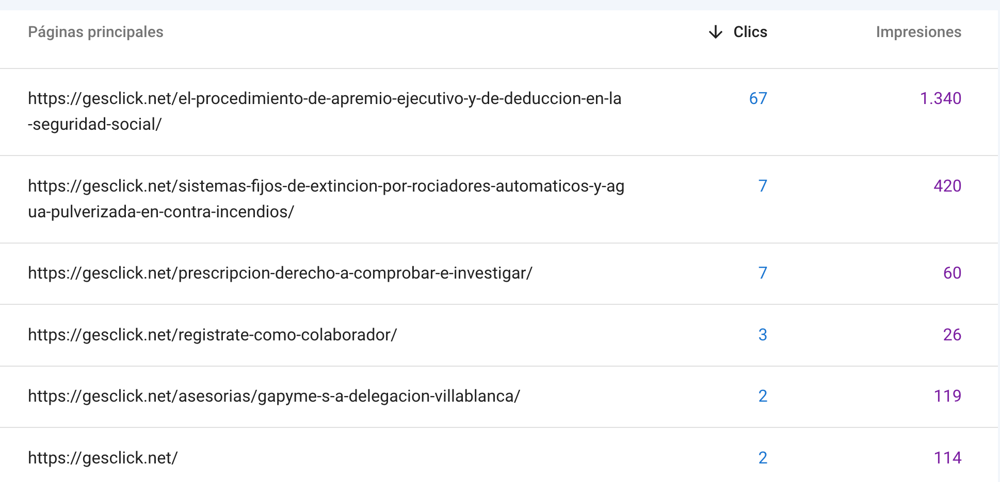 Páginas principales ↓ Clics Impresiones
https://gesclick.net/el-procedimiento-de-apremio-ejecutivo-y-de-deduccion-en-la 67 1.340
-seguridad-social/
https://gesclick.net/sistemas-fijos-de-extincion-por-rociadores-automaticos-y-ag 7 420
ua-pulverizada-en-contra-incendios/
https://gesclick.net/prescripcion-derecho-a-comprobar-e-investigar/ 7 60
https://gesclick.net/registrate-como-colaborador/ 3 26
https://gesclick.net/asesorias/gapyme-s-a-delegacion-villablanca/ 2 119
https://gesclick.net/ 2 114